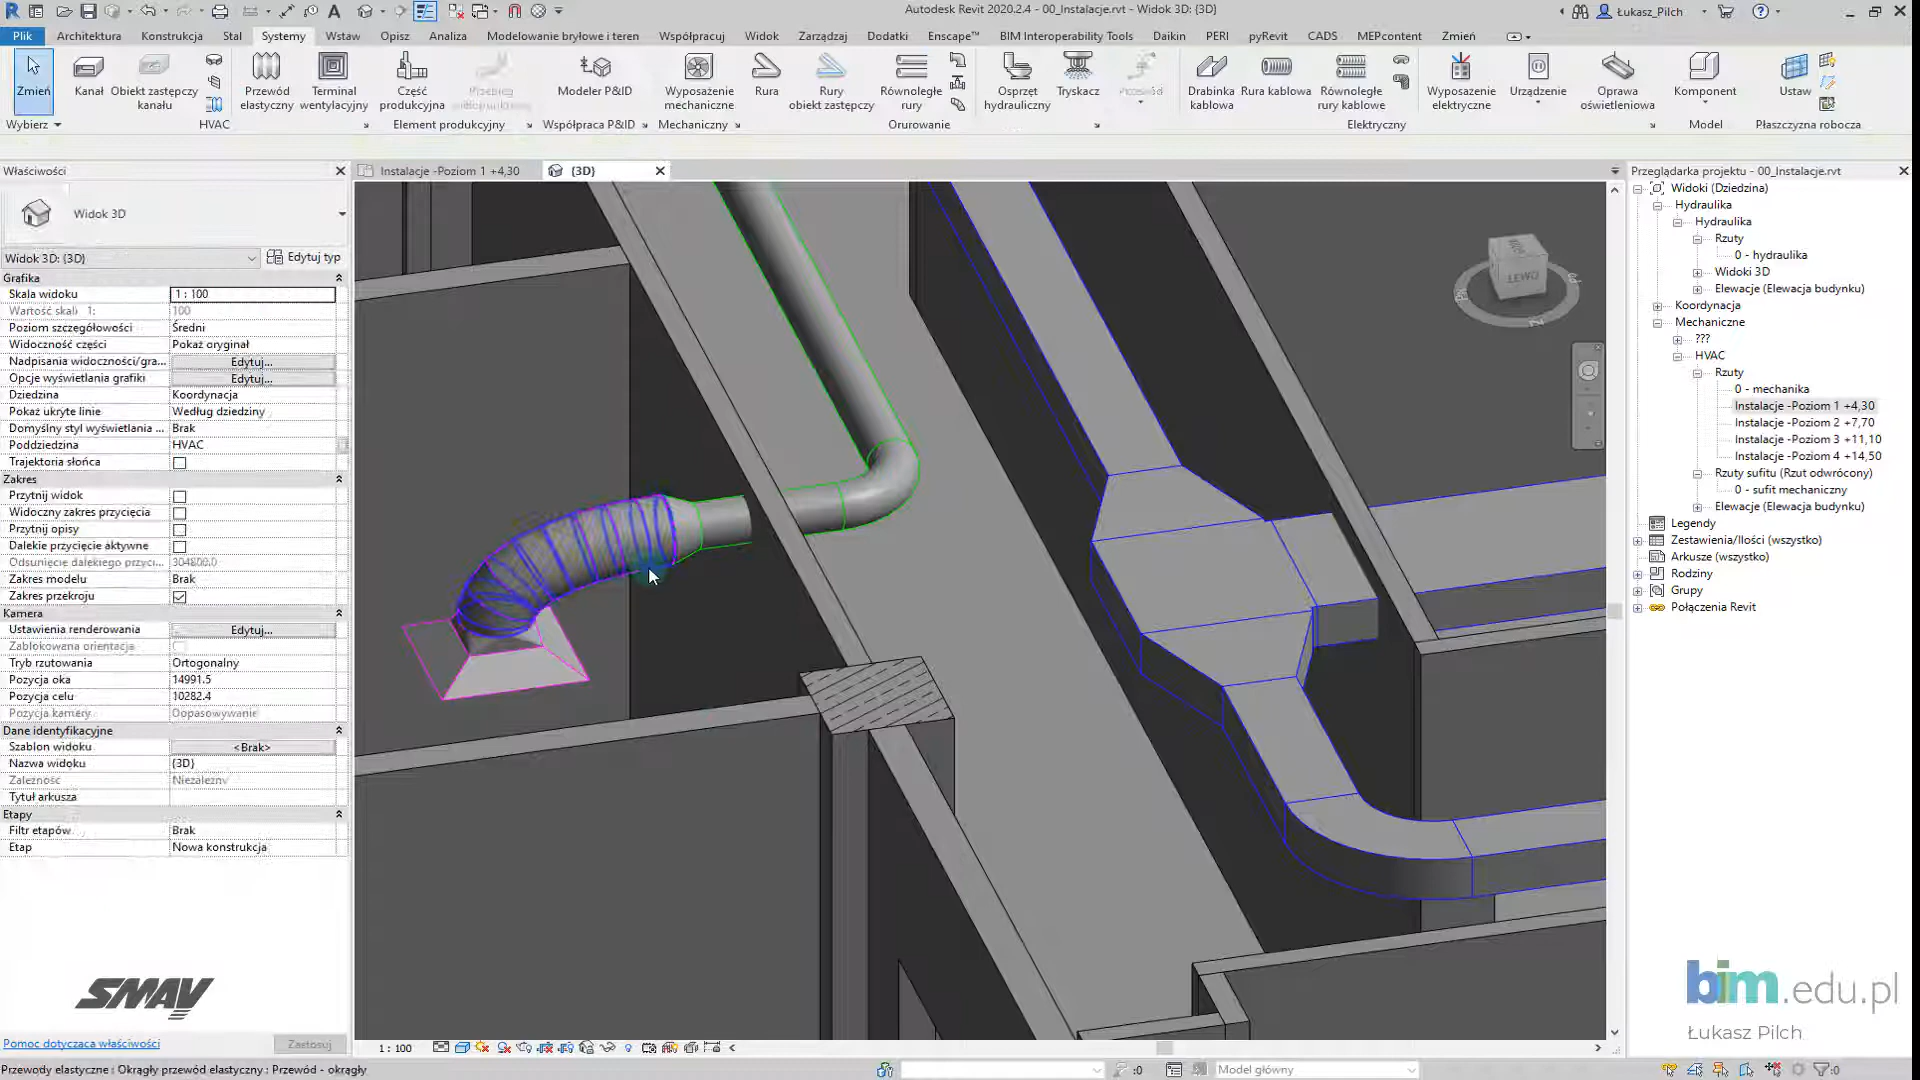 Autodesk Revit 2020.2.4 - 00_Instalacje.rvt - Widok 3D: {3D}
Łukasz_Pilch
Plik Architektura Konstrukcja Stal Systemy Wstaw Opisz Analiza Modelowanie bryłowe i teren Współpracuj Widok Zarządzaj Dodatki Enscape™ BIM Interoperability Tools Daikin PERI pyRevit CADS MEPcontent Zmień
Zmień
Kanał
Obiekt zastępczy kanału
Przewód elastyczny
Terminal wentylacyjny
Część produkcyjna
Modeler P&ID
Wyposażenie mechaniczne
Rura
Rury obiekt zastępczy
Równoległe rury
Osprzęt hydrauliczny
Tryskacz
Przewód
Drabinka kablowa
Rura kablowa
Równoległe rury kablowe
Wyposażenie elektryczne
Urządzenie
Oprawa oświetleniowa
Komponent
Ustaw
Wybierz HVAC Element produkcyjny Współpraca P&ID Mechaniczny Orurowanie Elektryczny Model Płaszczyzna robocza
Właściwości
Widok 3D
Widok 3D: {3D} Edytuj typ
Grafika
Skala widoku 1 : 100
Wartość skali 1: 100
Poziom szczegółowości Średni
Widoczność części Pokaż oryginał
Nadpisania widoczności/gra... Edytuj...
Opcje wyświetlania grafiki Edytuj...
Dziedzina Koordynacja
Pokaż ukryte linie Według dziedziny
Domyślny styl wyświetlania ... Brak
Poddziedzina HVAC
Trajektoria słońca
Zakres
Przytnij widok
Widoczny zakres przycięcia
Przytnij opisy
Dalekie przycięcie aktywne
Odsunięcie dalekiego przyci... 304800.0
Zakres modelu Brak
Zakres przekroju
Kamera
Ustawienia renderowania Edytuj...
Zablokowana orientacja
Tryb rzutowania Ortogonalny
Pozycja oka 14991.5
Pozycja celu 10282.4
Pozycja kamery Dopasowywanie
Dane identyfikacyjne
Szablon widoku <Brak>
Nazwa widoku {3D}
Zależność Niezależny
Tytuł arkusza
Etapy
Filtr etapów Brak
Etap Nowa konstrukcja
SMAY
Pomoc dotycząca właściwości Zastosuj
Instalacje -Poziom 1 +4,30
{3D}
LEWO
Przeglądarka projektu - 00_Instalacje.rvt
Widoki (Dziedzina)
Hydraulika
Hydraulika
Rzuty
0 - hydraulika
Widoki 3D
Elewacje (Elewacja budynku)
Koordynacja
Mechaniczne
???
HVAC
Rzuty
0 - mechanika
Instalacje -Poziom 1 +4,30
Instalacje -Poziom 2 +7,70
Instalacje -Poziom 3 +11,10
Instalacje -Poziom 4 +14,50
Rzuty sufitu (Rzut odwrócony)
0 - sufit mechaniczny
Elewacje (Elewacja budynku)
Legendy
Zestawienia/Ilości (wszystko)
Arkusze (wszystko)
Rodziny
Grupy
Połączenia Revit
bim.edu.pl
Łukasz Pilch
1 : 100
Przewody elastyczne : Okrągły przewód elastyczny : Przewód - okrągły
:0
Model główny
:0